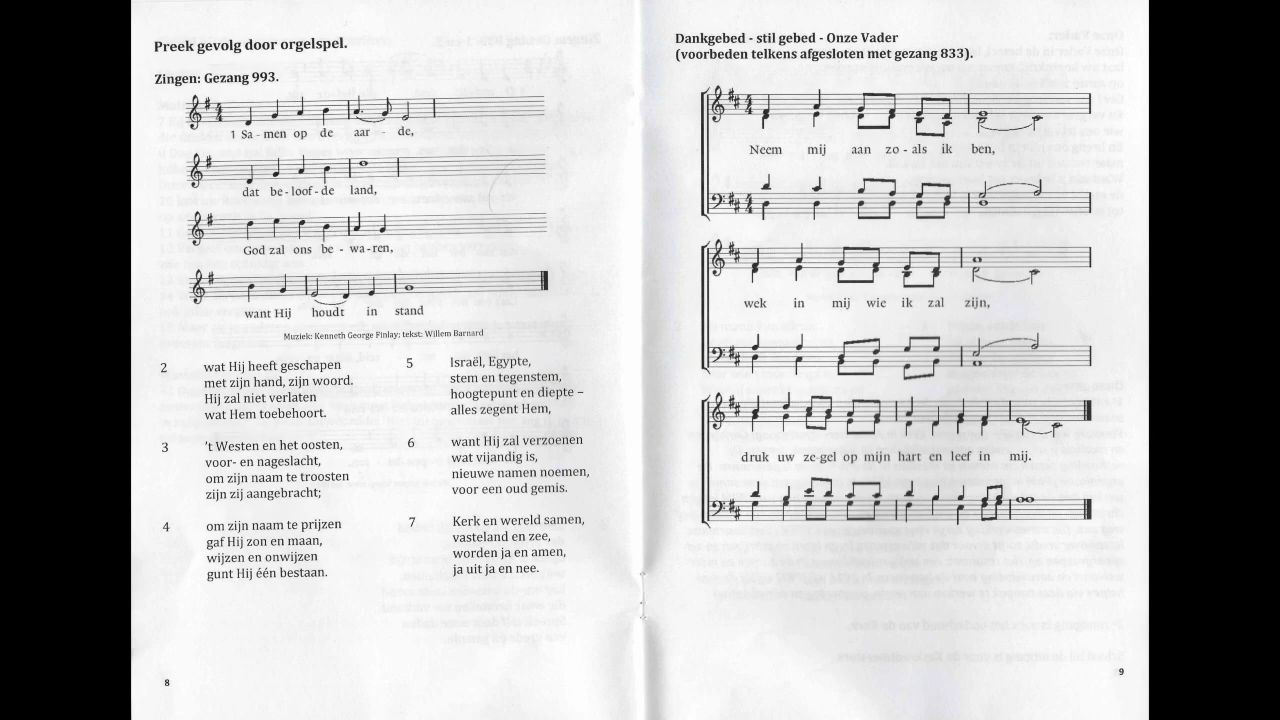 Preek gevolg door orgelspel.
Zingen: Gezang 993.
1 Sa - men op de aar - de,
dat be - loof - de land,
God zal ons be - wa - ren,
want Hij houdt in stand
Muziek: Kenneth George Finlay; tekst: Willem Barnard
2 wat Hij heeft geschapen
met zijn hand, zijn woord.
Hij zal niet verlaten
wat Hem toebehoort.
3 't Westen en het oosten,
voor- en nageslacht,
om zijn naam te troosten
zijn zij aangebracht;
4 om zijn naam te prijzen
gaf Hij zon en maan,
wijzen en onwijzen
gunt Hij één bestaan.
5 Israël, Egypte,
stem en tegenstem,
hoogtepunt en diepte –
alles zegent Hem,
6 want Hij zal verzoenen
wat vijandig is,
nieuwe namen noemen,
voor een oud gemis.
7 Kerk en wereld samen,
vasteland en zee,
worden ja en amen,
ja uit ja en nee.
8
Dankgebed - stil gebed - Onze Vader
(voorbeden telkens afgesloten met gezang 833).
Neem mij aan zo - als ik ben,
wek in mij wie ik zal zijn,
druk uw ze - gel op mijn hart en leef in mij.
9